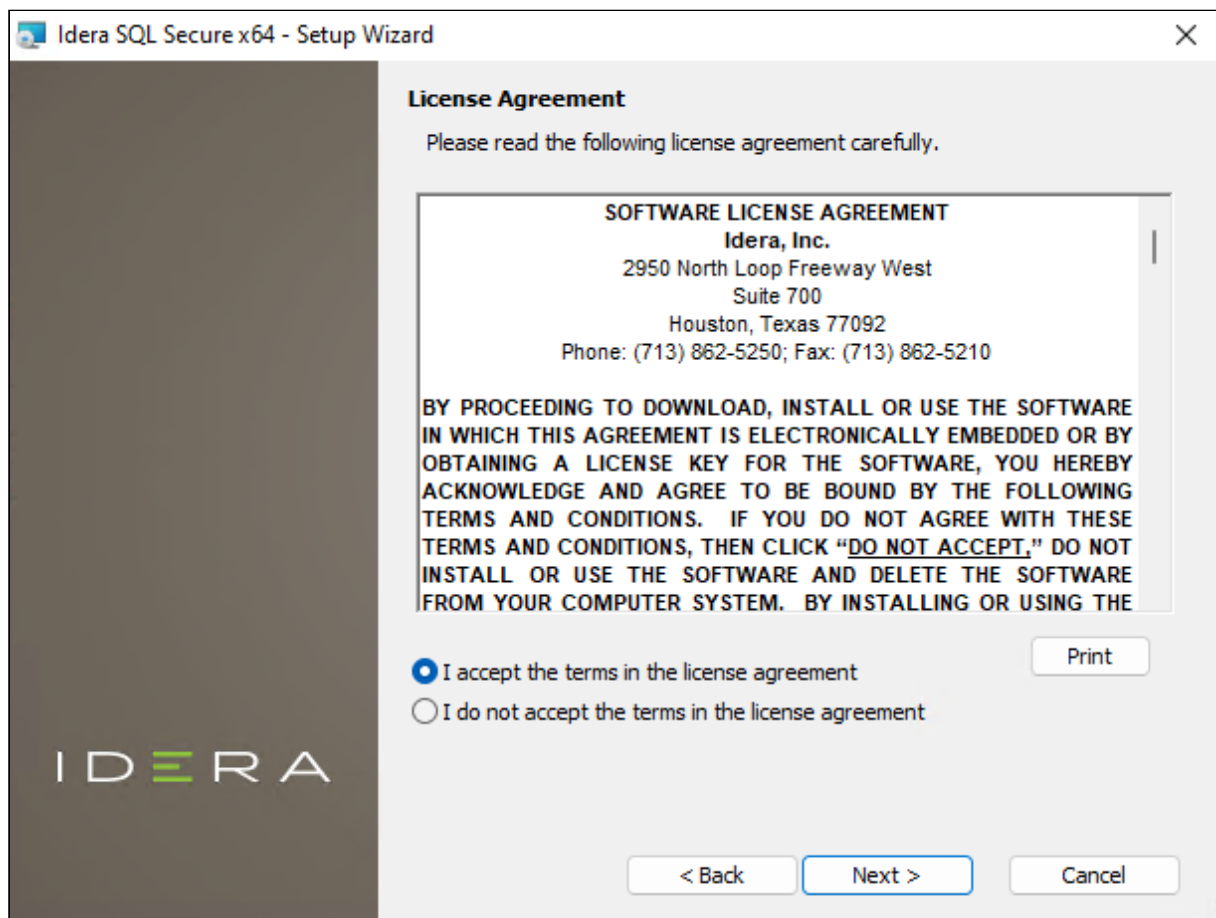 Idera SQL Secure x64 - Setup Wizard
License Agreement
Please read the following license agreement carefully.
SOFTWARE LICENSE AGREEMENT
Idera, Inc.
2950 North Loop Freeway West
Suite 700
Houston, Texas 77092
Phone: (713) 862-5250; Fax: (713) 862-5210
BY PROCEEDING TO DOWNLOAD, INSTALL OR USE THE SOFTWARE
IN WHICH THIS AGREEMENT IS ELECTRONICALLY EMBEDDED OR BY
OBTAINING A LICENSE KEY FOR THE SOFTWARE, YOU HEREBY
ACKNOWLEDGE AND AGREE TO BE BOUND BY THE FOLLOWING
TERMS AND CONDITIONS. IF YOU DO NOT AGREE WITH THESE
TERMS AND CONDITIONS, THEN CLICK “DO NOT ACCEPT,” DO NOT
INSTALL OR USE THE SOFTWARE AND DELETE THE SOFTWARE
FROM YOUR COMPUTER SYSTEM. BY INSTALLING OR USING THE
Print
I accept the terms in the license agreement
I do not accept the terms in the license agreement
IDERA
< Back
Next >
Cancel